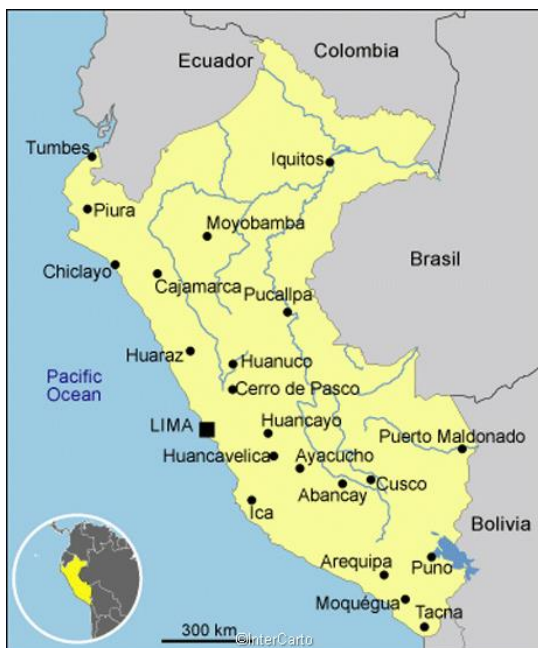 Colombia
Ecuador
Tumbes
Iquitos
Piura
Moyobamba
Brasil
Chiclayo
Cajamarca
Pucallpa
Huaraz
Huanuco
Pacific
Ocean
Cerro de Pasco
LIMA
Huancayo
Puerto Maldonado
Huancavelica
Ayacucho
Abancay
Cusco
Ica
Bolivia
Arequipa
Puno
Moquégua
Tacna
300 km
©InterCarto